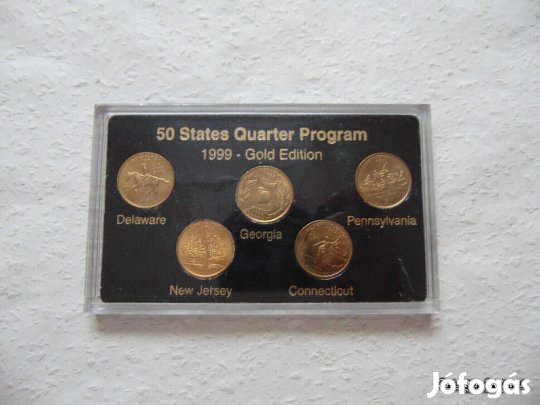 50 States Quarter Program
1999 - Gold Edition
Delaware
Georgia
Pennsylvania
New Jersey
Connecticut
Jófogás